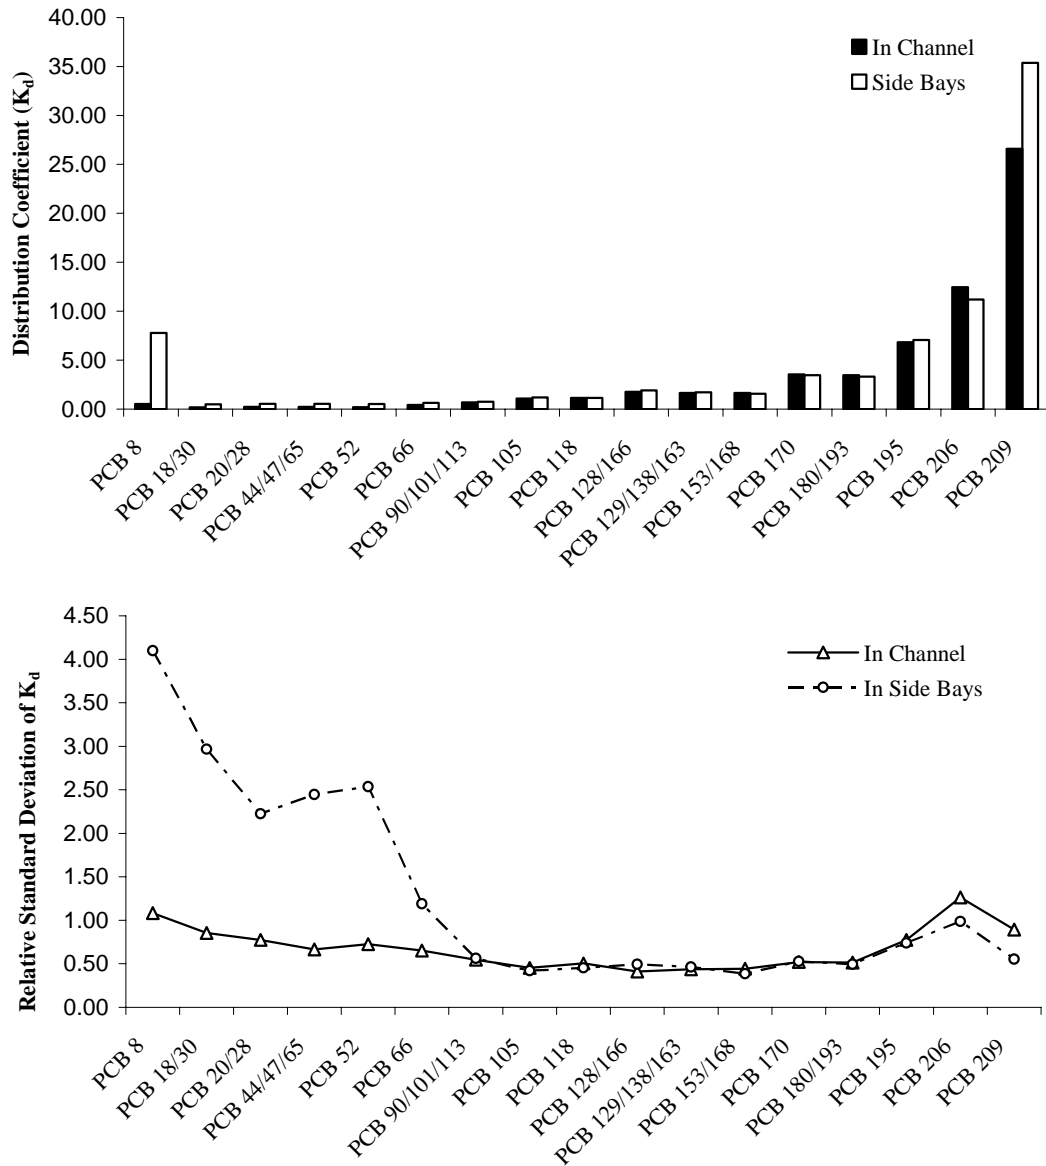 40.00
35.00
30.00
25.00
20.00
15.00
10.00
5.00
0.00
Distribution Coefficient (Kd)
In Channel
Side Bays
PCB 8
PCB 18/30
PCB 20/28
PCB 44/47/65
PCB 52
PCB 66
PCB 90/101/113
PCB 105
PCB 118
PCB 128/166
PCB 129/138/163
PCB 153/168
PCB 170
PCB 180/193
PCB 195
PCB 206
PCB 209
4.50
4.00
3.50
3.00
2.50
2.00
1.50
1.00
0.50
0.00
Relative Standard Deviation of Kd
In Channel
In Side Bays
PCB 8
PCB 18/30
PCB 20/28
PCB 44/47/65
PCB 52
PCB 66
PCB 90/101/113
PCB 105
PCB 118
PCB 128/166
PCB 129/138/163
PCB 153/168
PCB 170
PCB 180/193
PCB 195
PCB 206
PCB 209